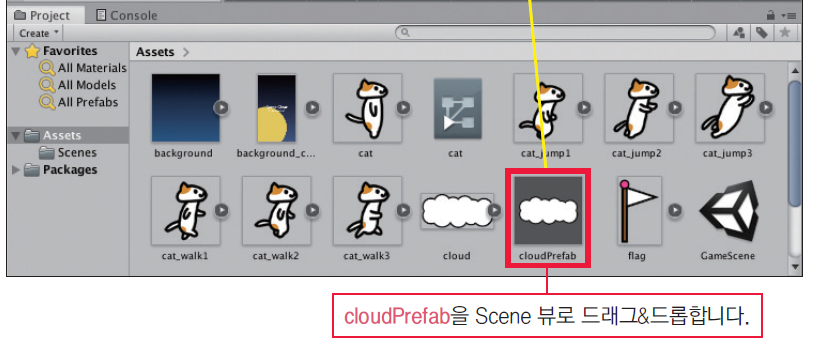 Project Console
Create
Favorites
All Materials
All Models
All Prefabs
Assets
Scenes
Packages
Assets >
background background_c... cat cat cat_jump1 cat_jump2 cat_jump3
cat_walk1 cat_walk2 cat_walk3 cloud cloudPrefab flag GameScene
cloudPrefab을 Scene 뷰로 드래그&드롭합니다.